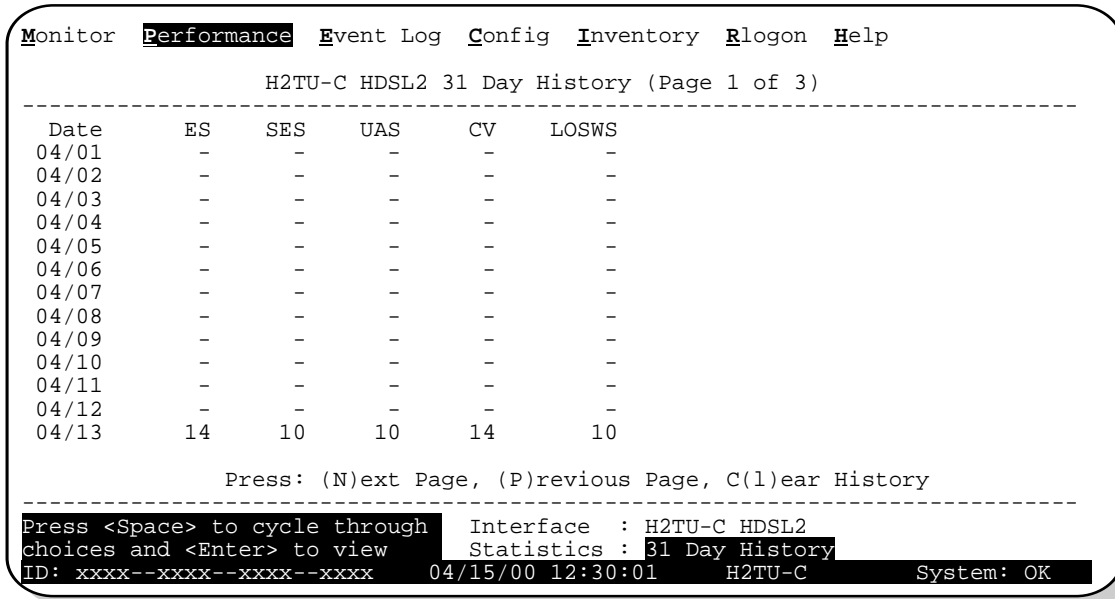 Monitor Performance Event Log Config Inventory Rlogon Help
H2TU-C HDSL2 31 Day History (Page 1 of 3)
--------------------------------------------------------------------------------
Date ES SES UAS CV LOSWS
04/01 - - - - -
04/02 - - - - -
04/03 - - - - -
04/04 - - - - -
04/05 - - - - -
04/06 - - - - -
04/07 - - - - -
04/08 - - - - -
04/09 - - - - -
04/10 - - - - -
04/11 - - - - -
04/12 - - - - -
04/13 14 10 10 14 10
Press: (N)ext Page, (P)revious Page, C(l)ear History
--------------------------------------------------------------------------------
Press <Space> to cycle through Interface : H2TU-C HDSL2
choices and <Enter> to view Statistics : 31 Day History
ID: xxxx--xxxx--xxxx--xxxx 04/15/00 12:30:01 H2TU-C System: OK